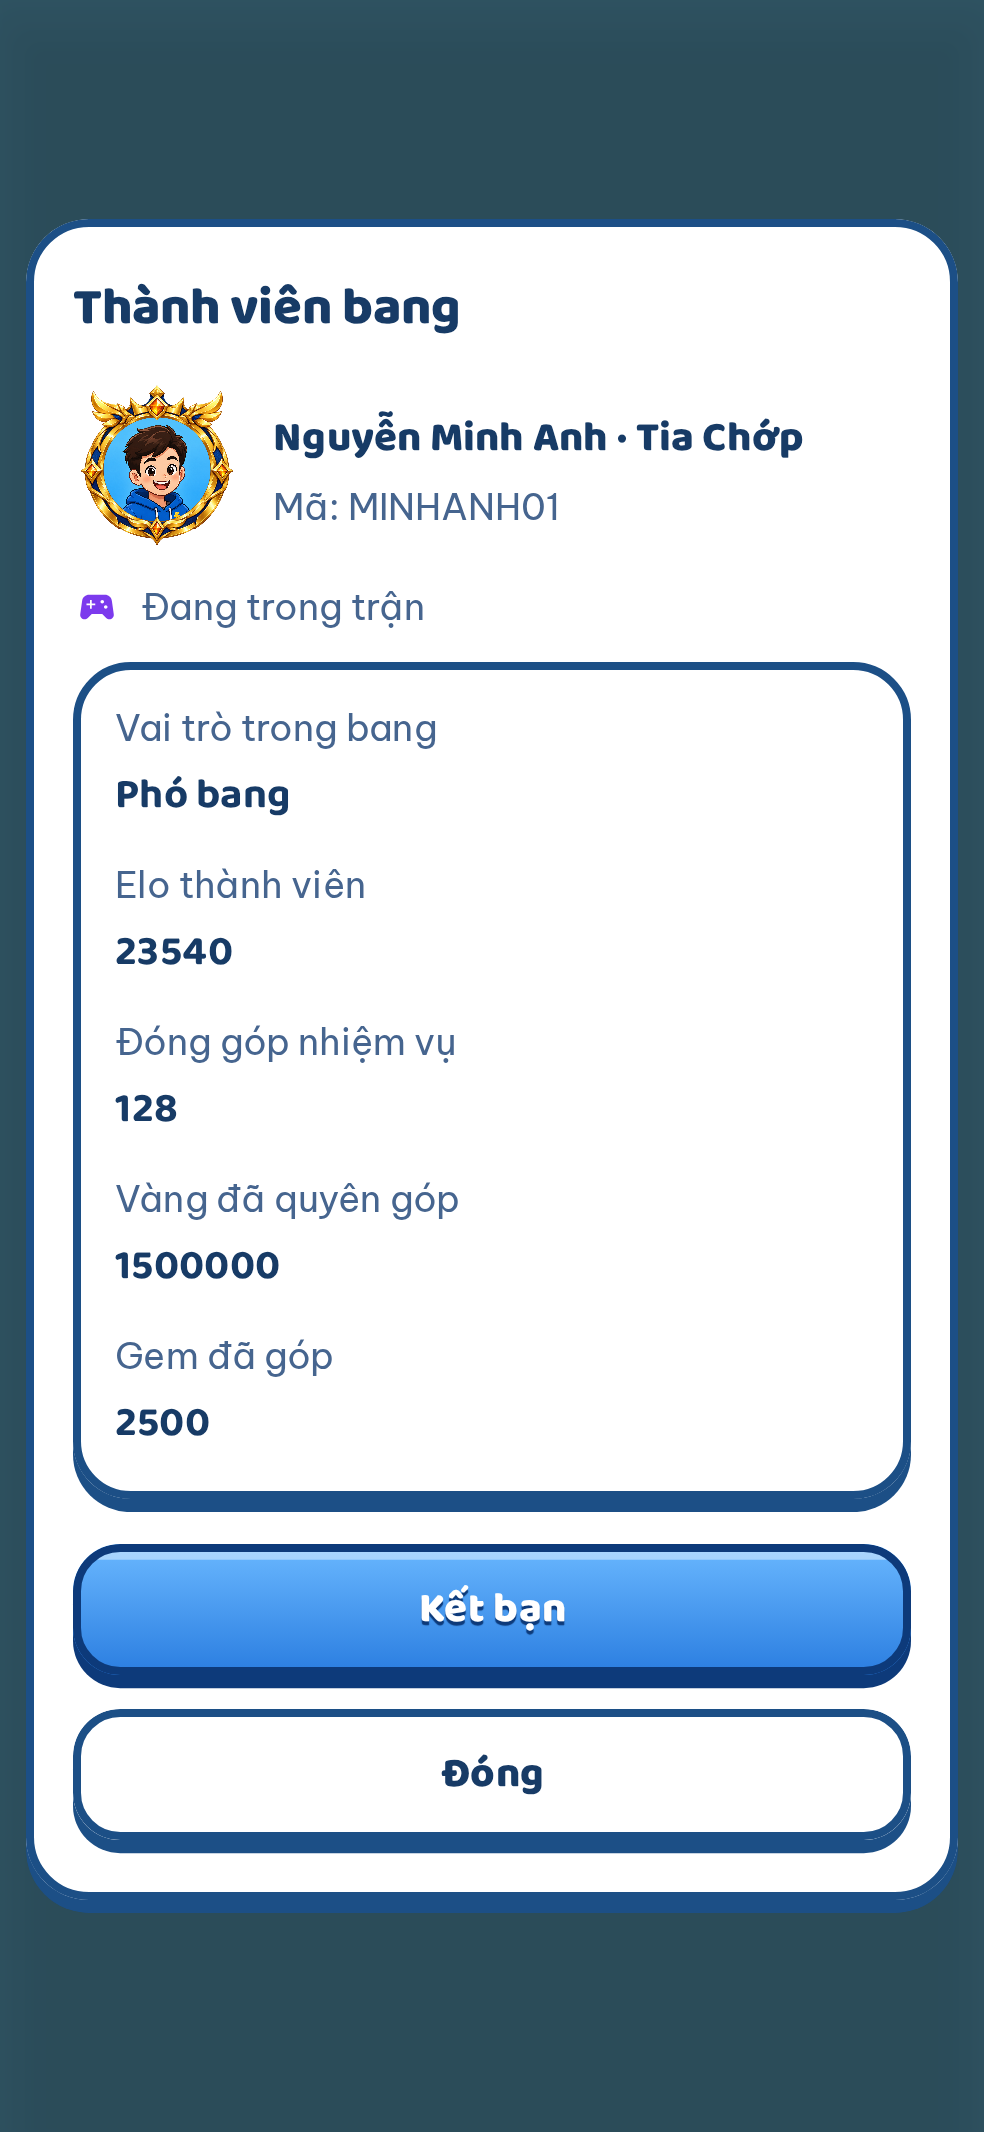 Thành viên bang
Nguyễn Minh Anh · Tia Chớp
Mã: MINHANH01
Đang trong trận
Vai trò trong bang
Phó bang
Elo thành viên
23540
Đóng góp nhiệm vụ
128
Vàng đã quyên góp
1500000
Gem đã góp
2500
Kết bạn
Đóng